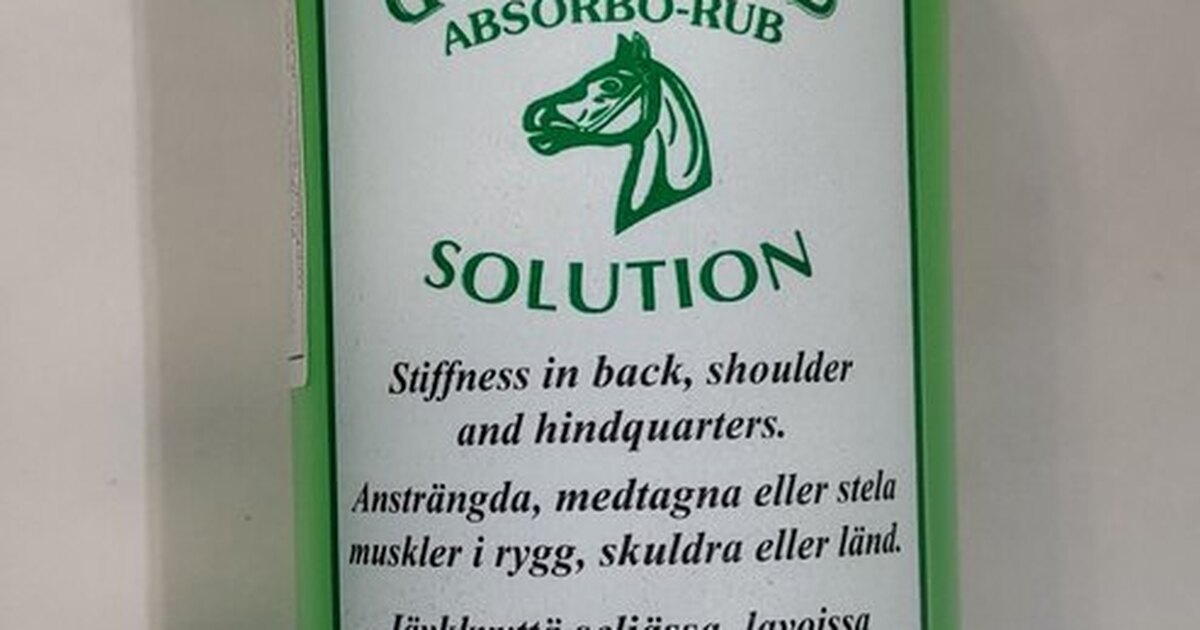 ABSORBO-RUB
SOLUTION
Stiffness in back, shoulder
and hindquarters.
Ansträngda, medtagna eller stela
muskler i rygg, skuldra eller länd.